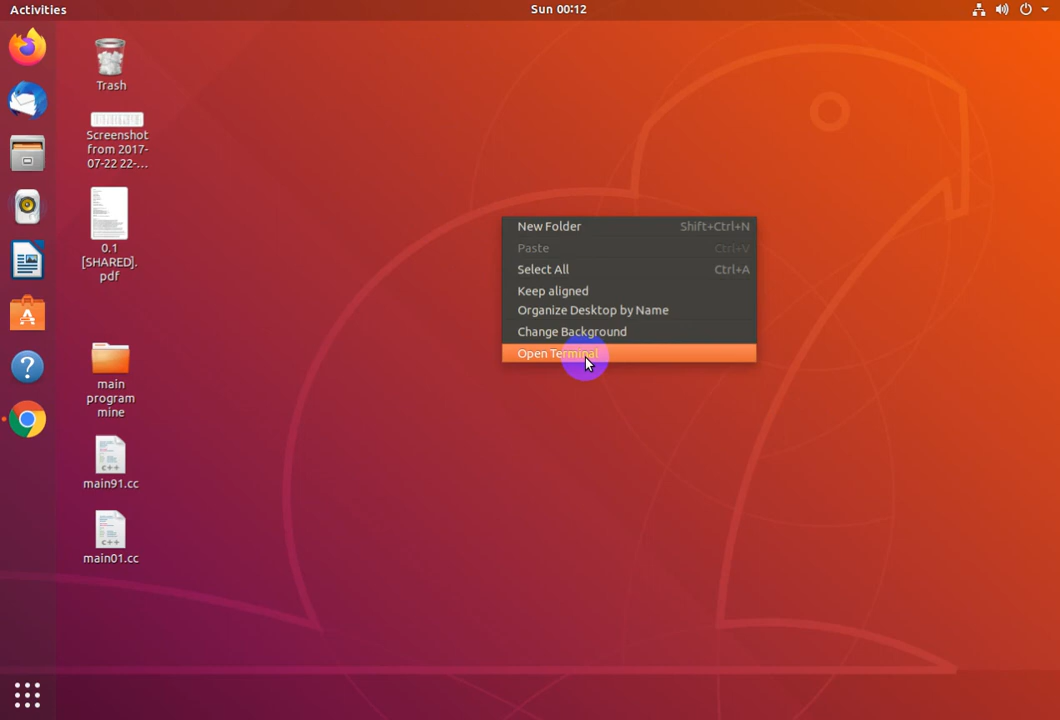 Activities
Sun 00:12
Trash
Screenshot
from 2017-
07-22 22-...
0.1
[SHARED].
pdf
main
program
mine
main91.cc
main01.cc
New Folder Shift+Ctrl+N
Paste Ctrl+V
Select All Ctrl+A
Keep aligned
Organize Desktop by Name
Change Background
Open Terminal